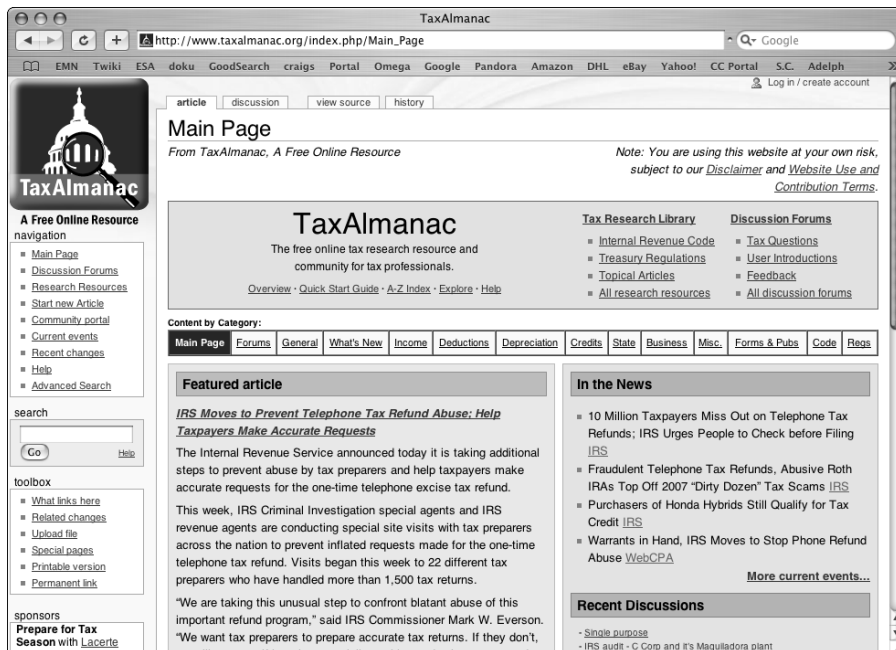 TaxAlmanac
http://www.taxalmanac.org/index.php/Main_Page
Google
EMN Twiki ESA doku GoodSearch craigs Portal Omega Google Pandora Amazon DHL eBay Yahoo! CC Portal S.C. Adelph
Log in / create account
article discussion view source history
TaxAlmanac
A Free Online Resource
navigation
Main Page
Discussion Forums
Research Resources
Start new Article
Community portal
Current events
Recent changes
Help
Advanced Search
search
Go Help
toolbox
What links here
Related changes
Upload file
Special pages
Printable version
Permanent link
sponsors
Prepare for Tax
Season with Lacerte
Main Page
From TaxAlmanac, A Free Online Resource
Note: You are using this website at your own risk,
subject to our Disclaimer and Website Use and
Contribution Terms.
TaxAlmanac
The free online tax research resource and
community for tax professionals.
Overview · Quick Start Guide · A-Z Index · Explore · Help
Tax Research Library
Internal Revenue Code
Treasury Regulations
Topical Articles
All research resources
Discussion Forums
Tax Questions
User Introductions
Feedback
All discussion forums
Content by Category:
Main Page Forums General What's New Income Deductions Depreciation Credits State Business Misc. Forms & Pubs Code Regs
Featured article
IRS Moves to Prevent Telephone Tax Refund Abuse; Help
Taxpayers Make Accurate Requests
The Internal Revenue Service announced today it is taking additional
steps to prevent abuse by tax preparers and help taxpayers make
accurate requests for the one-time telephone excise tax refund.
This week, IRS Criminal Investigation special agents and IRS
revenue agents are conducting special site visits with tax preparers
across the nation to prevent inflated requests made for the one-time
telephone tax refund. Visits began this week to 22 different tax
preparers who have handled more than 1,500 tax returns.
“We are taking this unusual step to confront blatant abuse of this
important refund program,” said IRS Commissioner Mark W. Everson.
“We want tax preparers to prepare accurate tax returns. If they don’t,
In the News
10 Million Taxpayers Miss Out on Telephone Tax
Refunds; IRS Urges People to Check before Filing
IRS
Fraudulent Telephone Tax Refunds, Abusive Roth
IRAs Top Off 2007 “Dirty Dozen” Tax Scams IRS
Purchasers of Honda Hybrids Still Qualify for Tax
Credit IRS
Warrants in Hand, IRS Moves to Stop Phone Refund
Abuse WebCPA
More current events...
Recent Discussions
- Single purpose
- IRS audit - C Corp and it's Maquiladora plant